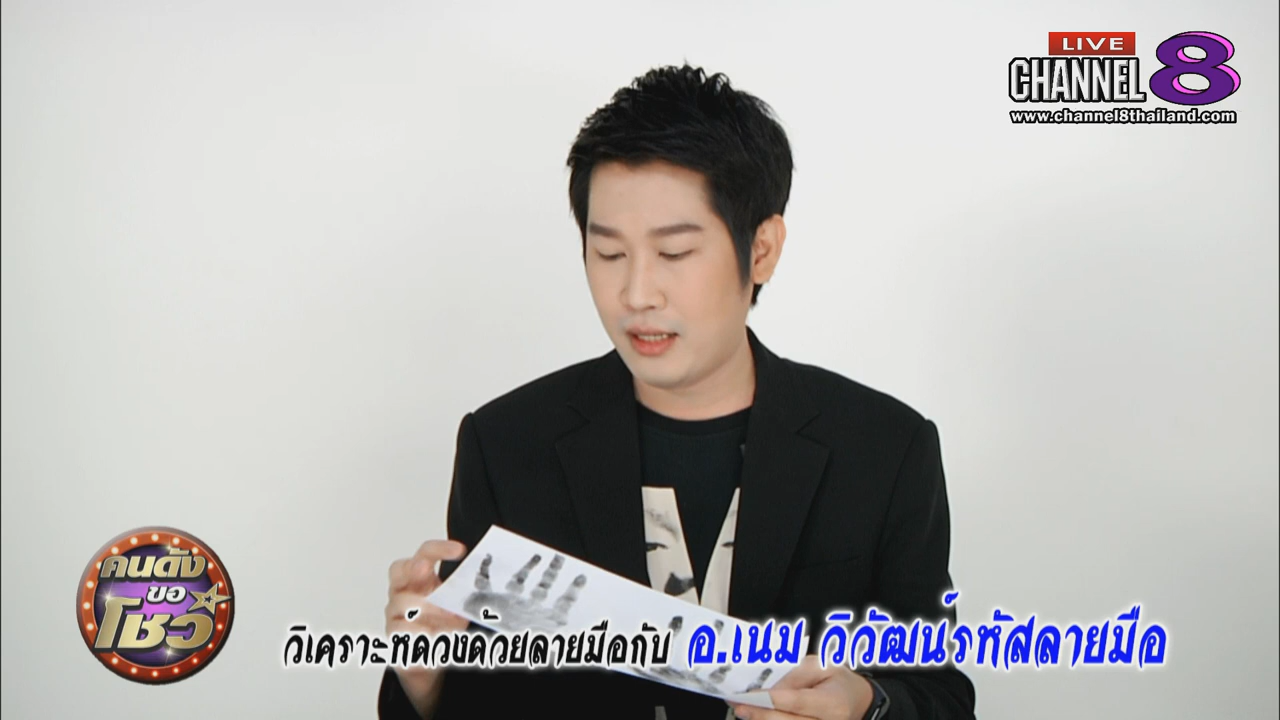 LIVE
CHANNEL 8
www.channel8thailand.com
คนดัง
ขอ
โชว์
วิเคราะห์ดวงด้วยลายมือกับ อ.เนม วิวัฒน์รหัสลายมือ